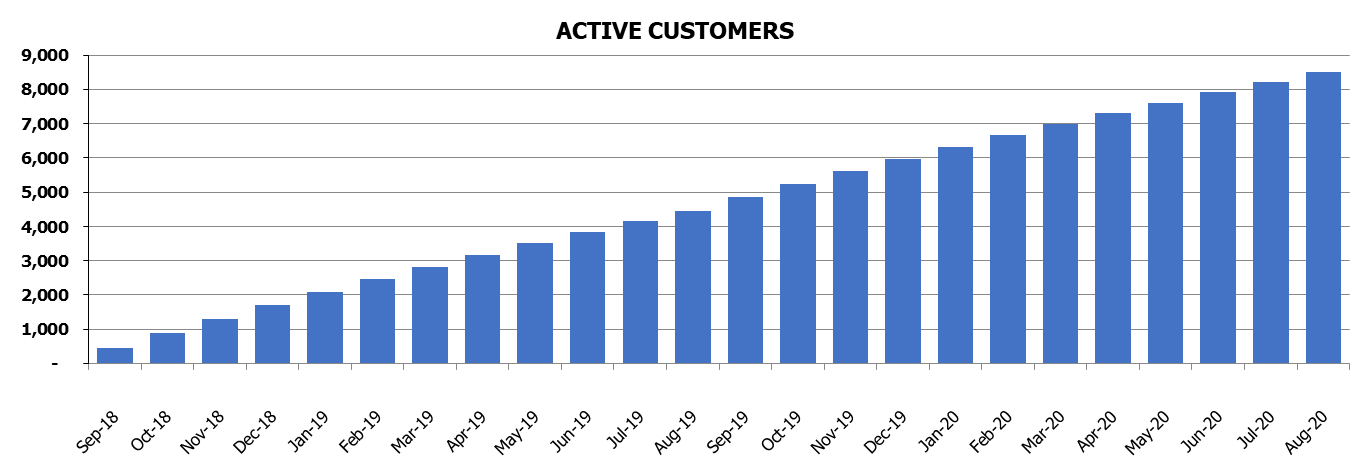 ACTIVE CUSTOMERS
9,000
8,000
7,000
6,000
5,000
4,000
3,000
2,000
1,000
-
Sep-18
Oct-18
Nov-18
Dec-18
Jan-19
Feb-19
Mar-19
Apr-19
May-19
Jun-19
Jul-19
Aug-19
Sep-19
Oct-19
Nov-19
Dec-19
Jan-20
Feb-20
Mar-20
Apr-20
May-20
Jun-20
Jul-20
Aug-20